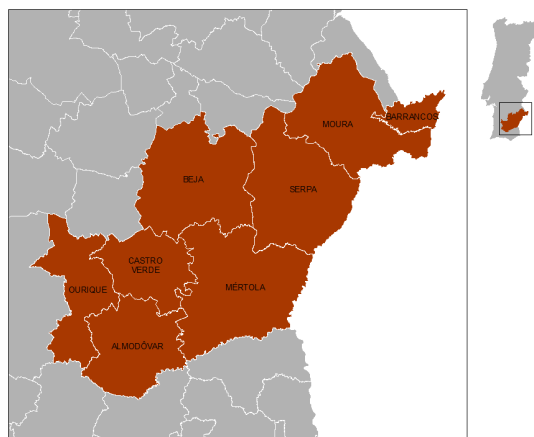 BARRANCOS
MOURA
BEJA
SERPA
CASTRO
VERDE
OURIQUE
MÉRTOLA
ALMODÔVAR